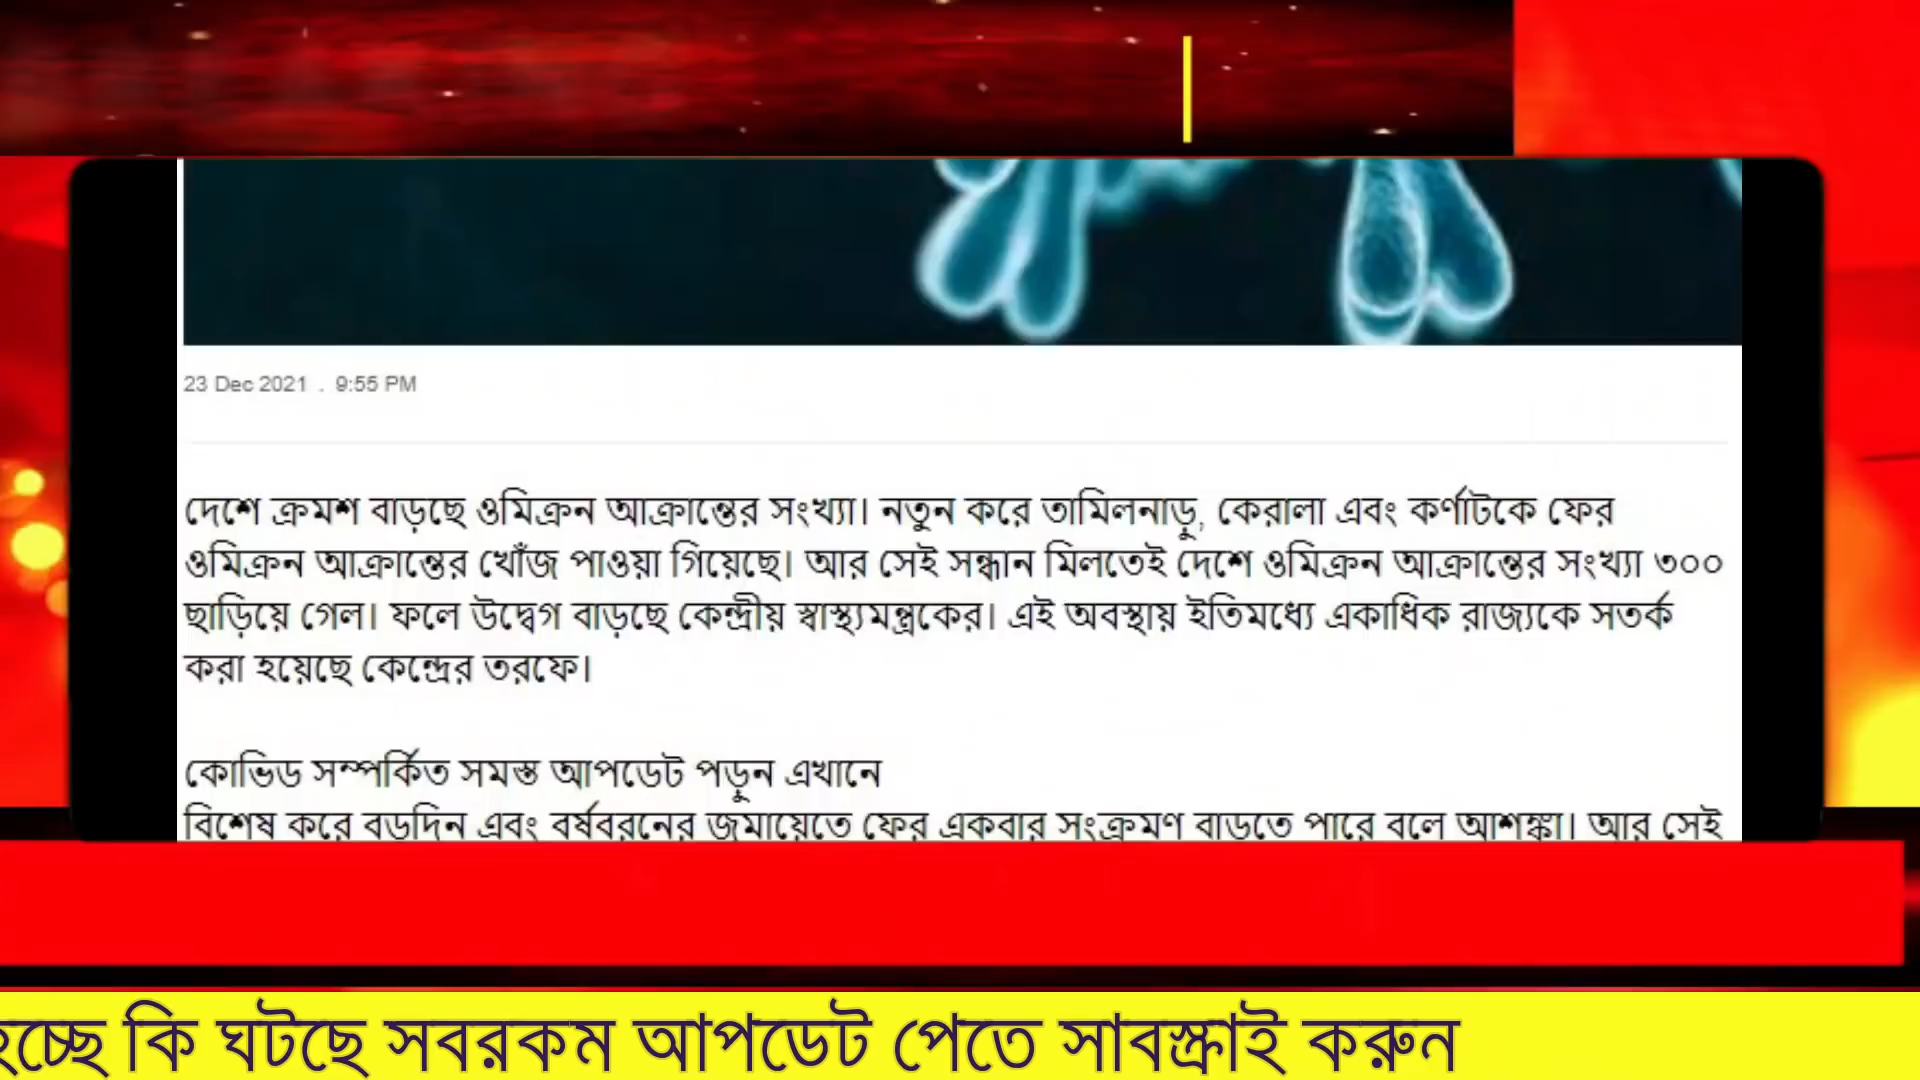 23 Dec 2021 . 9:55 PM
দেশে ক্রমশ বাড়ছে ওমিক্রন আক্রান্তের সংখ্যা। নতুন করে তামিলনাড়ু, কেরালা এবং কর্ণাটকে ফের
ওমিক্রন আক্রান্তের খোঁজ পাওয়া গিয়েছে। আর সেই সন্ধান মিলতেই দেশে ওমিক্রন আক্রান্তের সংখ্যা ৩০০
ছাড়িয়ে গেল। ফলে উদ্বেগ বাড়ছে কেন্দ্রীয় স্বাস্থ্যমন্ত্রকের। এই অবস্থায় ইতিমধ্যে একাধিক রাজ্যকে সতর্ক
করা হয়েছে কেন্দ্রের তরফে।
কোভিড সম্পর্কিত সমস্ত আপডেট পড়ুন এখানে
বিশেষ করে বড়দিন এবং বর্ষবরনের জমায়েতে ফের একবার সংক্রমণ বাড়তে পারে বলে আশঙ্কা। আর সেই
হচ্ছে কি ঘটছে সবরকম আপডেট পেতে সাবস্ক্রাই করুন